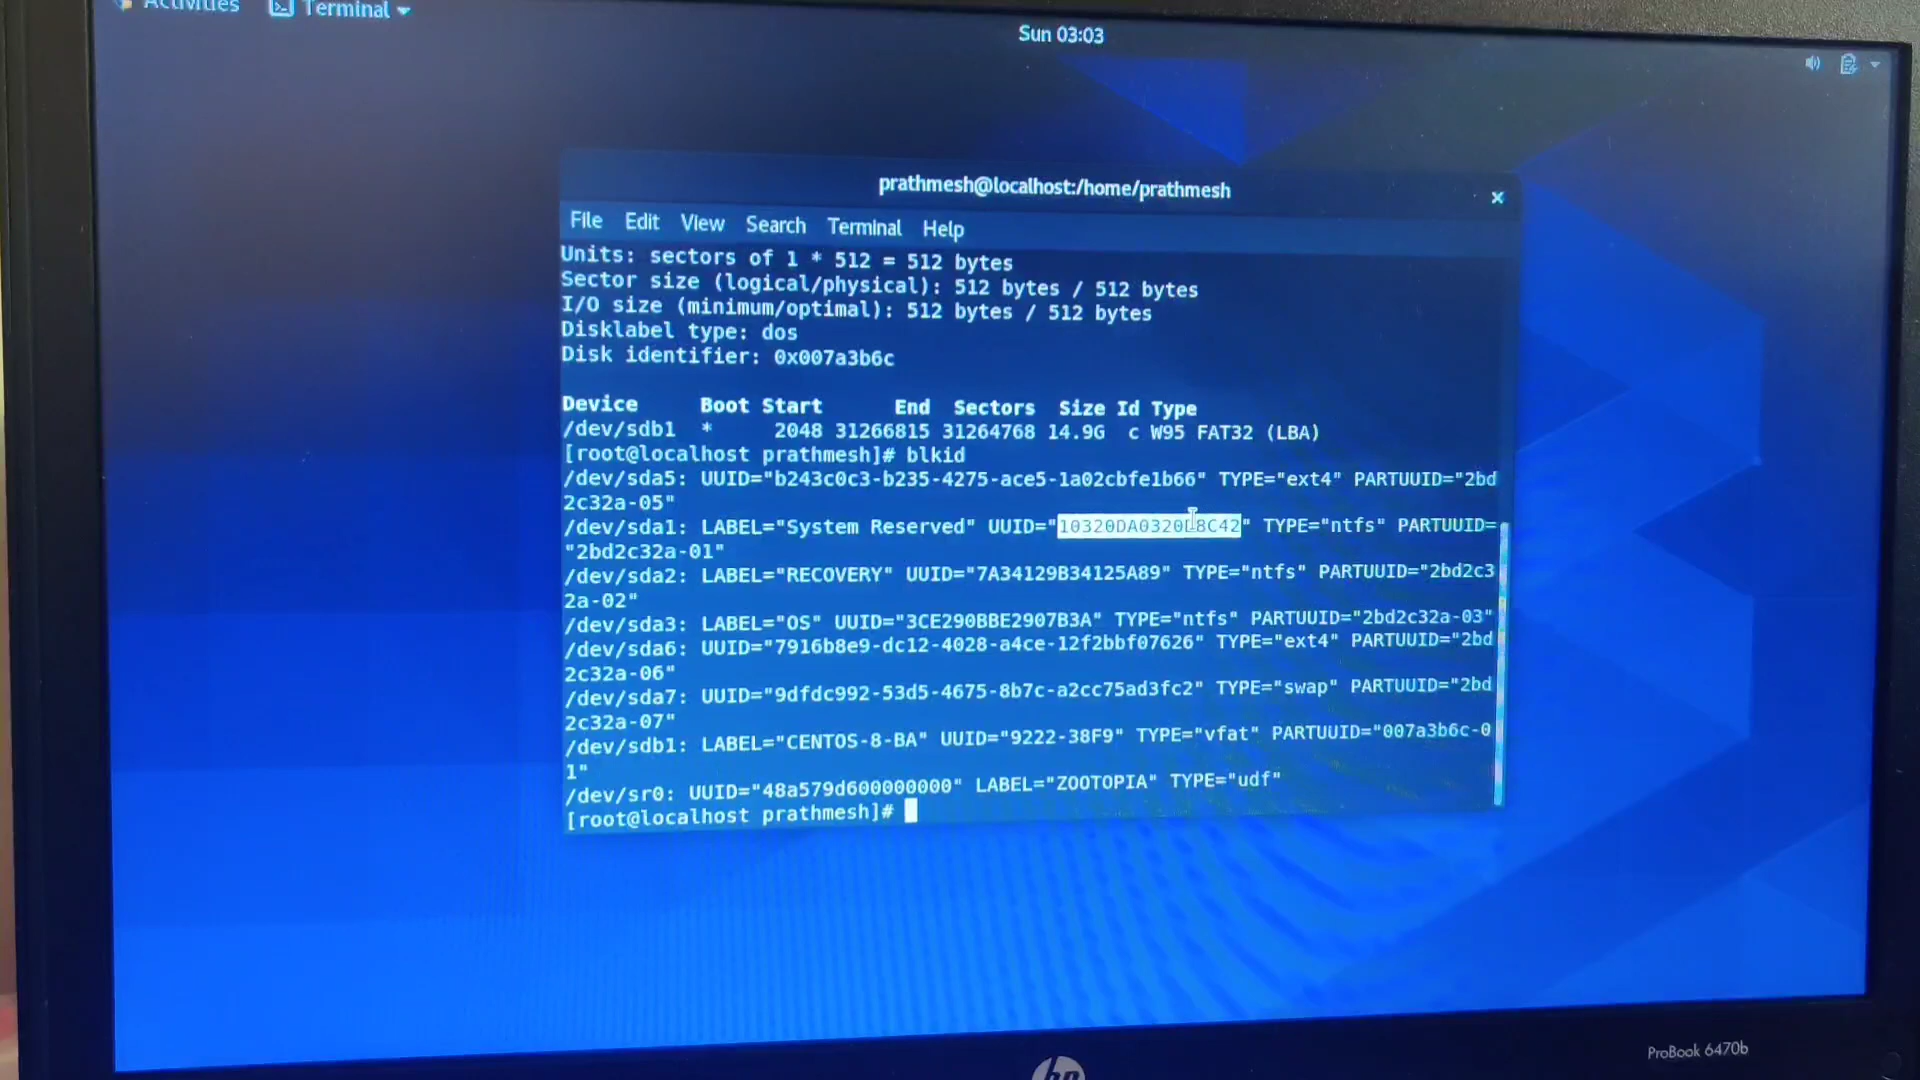 Activities Terminal
Sun 03:03
prathmesh@localhost:/home/prathmesh
File Edit View Search Terminal Help
Units: sectors of 1 * 512 = 512 bytes
Sector size (logical/physical): 512 bytes / 512 bytes
I/O size (minimum/optimal): 512 bytes / 512 bytes
Disklabel type: dos
Disk identifier: 0x007a3b6c
Device Boot Start End Sectors Size Id Type
/dev/sdb1 * 2048 31266815 31264768 14.9G c W95 FAT32 (LBA)
[root@localhost prathmesh]# blkid
/dev/sda5: UUID="b243c0c3-b235-4275-ace5-1a02cbfe1b66" TYPE="ext4" PARTUUID="2bd
2c32a-05"
/dev/sda1: LABEL="System Reserved" UUID=" " TYPE="ntfs" PARTUUID=
"2bd2c32a-01"
/dev/sda2: LABEL="RECOVERY" UUID="7A34129B34125A89" TYPE="ntfs" PARTUUID="2bd2c3
2a-02"
/dev/sda3: LABEL="OS" UUID="3CE290BBE2907B3A" TYPE="ntfs" PARTUUID="2bd2c32a-03"
/dev/sda6: UUID="7916b8e9-dc12-4028-a4ce-12f2bbf07626" TYPE="ext4" PARTUUID="2bd
2c32a-06"
/dev/sda7: UUID="9dfdc992-53d5-4675-8b7c-a2cc75ad3fc2" TYPE="swap" PARTUUID="2bd
2c32a-07"
/dev/sdb1: LABEL="CENTOS-8-BA" UUID="9222-38F9" TYPE="vfat" PARTUUID="007a3b6c-0
1"
/dev/sr0: UUID="48a579d600000000" LABEL="ZOOTOPIA" TYPE="udf"
[root@localhost prathmesh]#
hp
ProBook 6470b